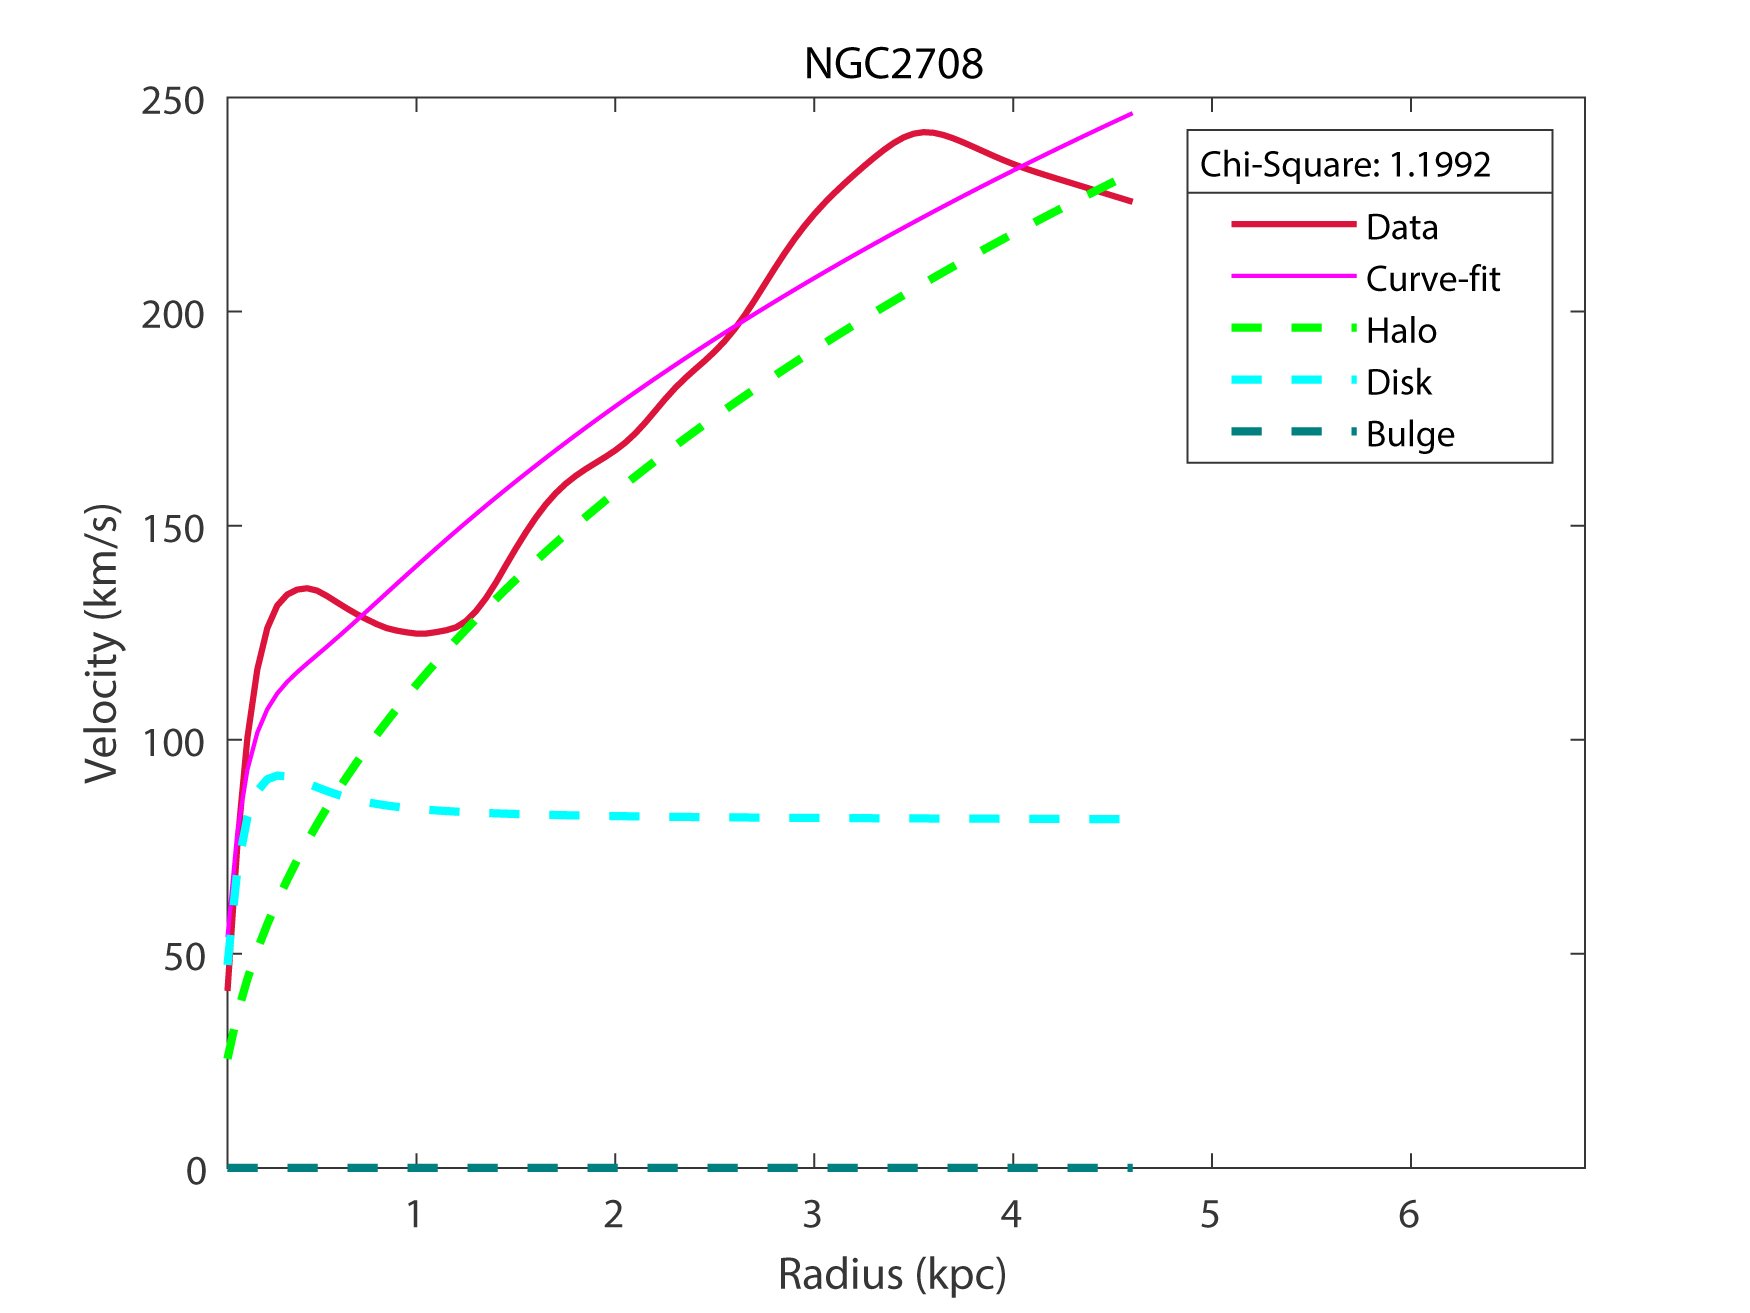 NGC2708
250
200
150
100
50
0
Velocity (km/s)
Chi-Square: 1.1992
Data
Curve-fit
Halo
Disk
Bulge
1 2 3 4 5 6
Radius (kpc)